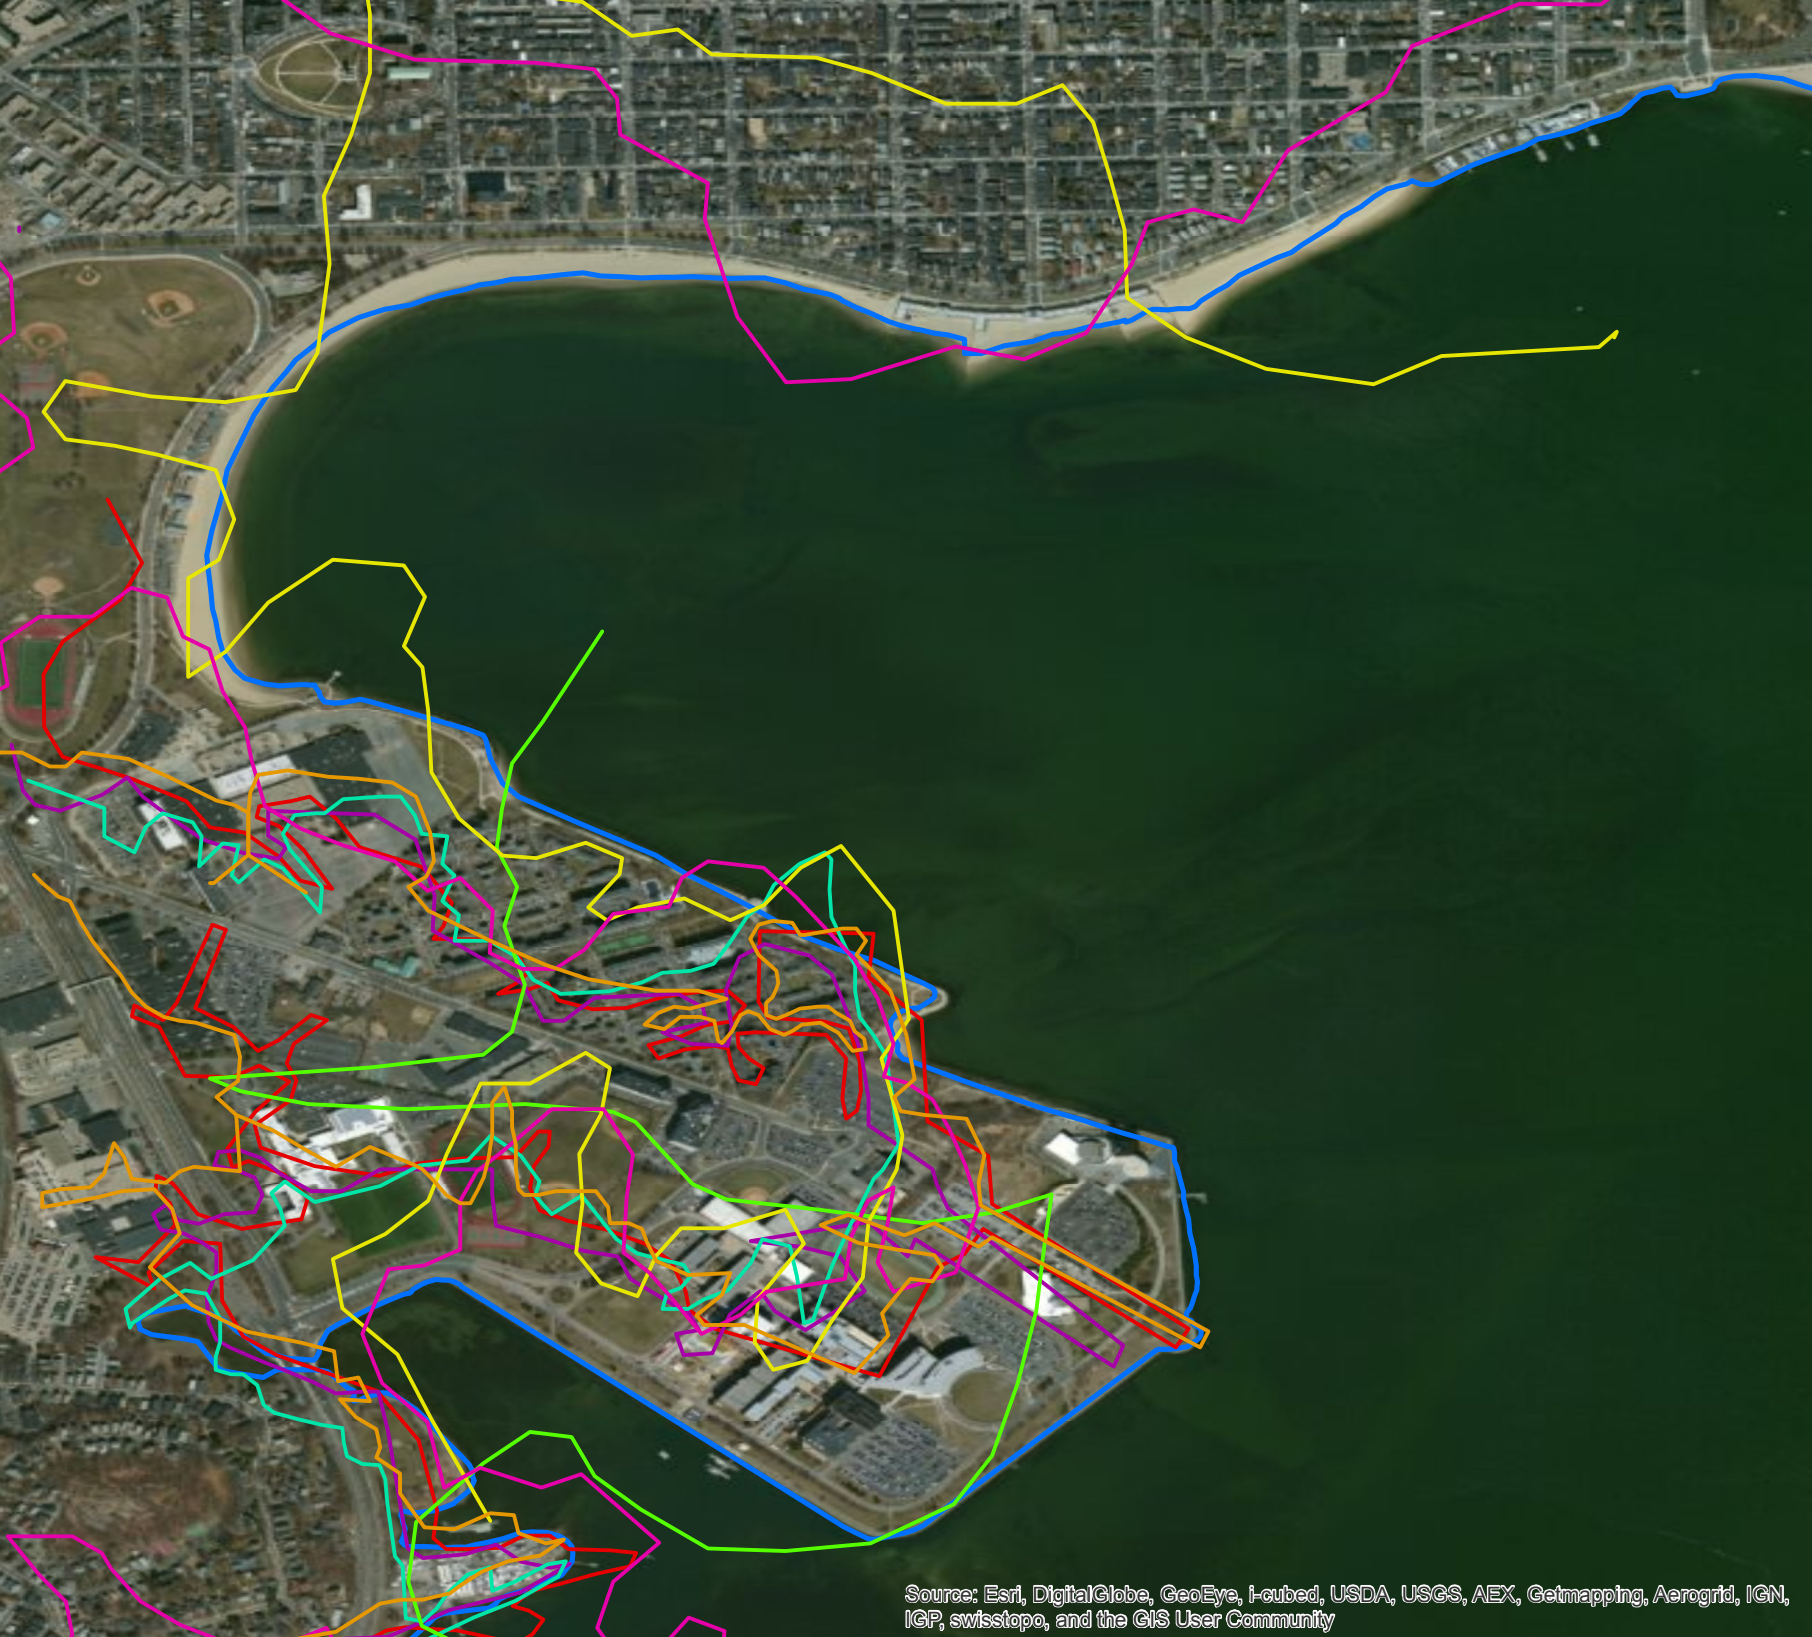 Source: Esri, DigitalGlobe, GeoEye, i-cubed, USDA, USGS, AEX, Getmapping, Aerogrid, IGN,
IGP, swisstopo, and the GIS User Community